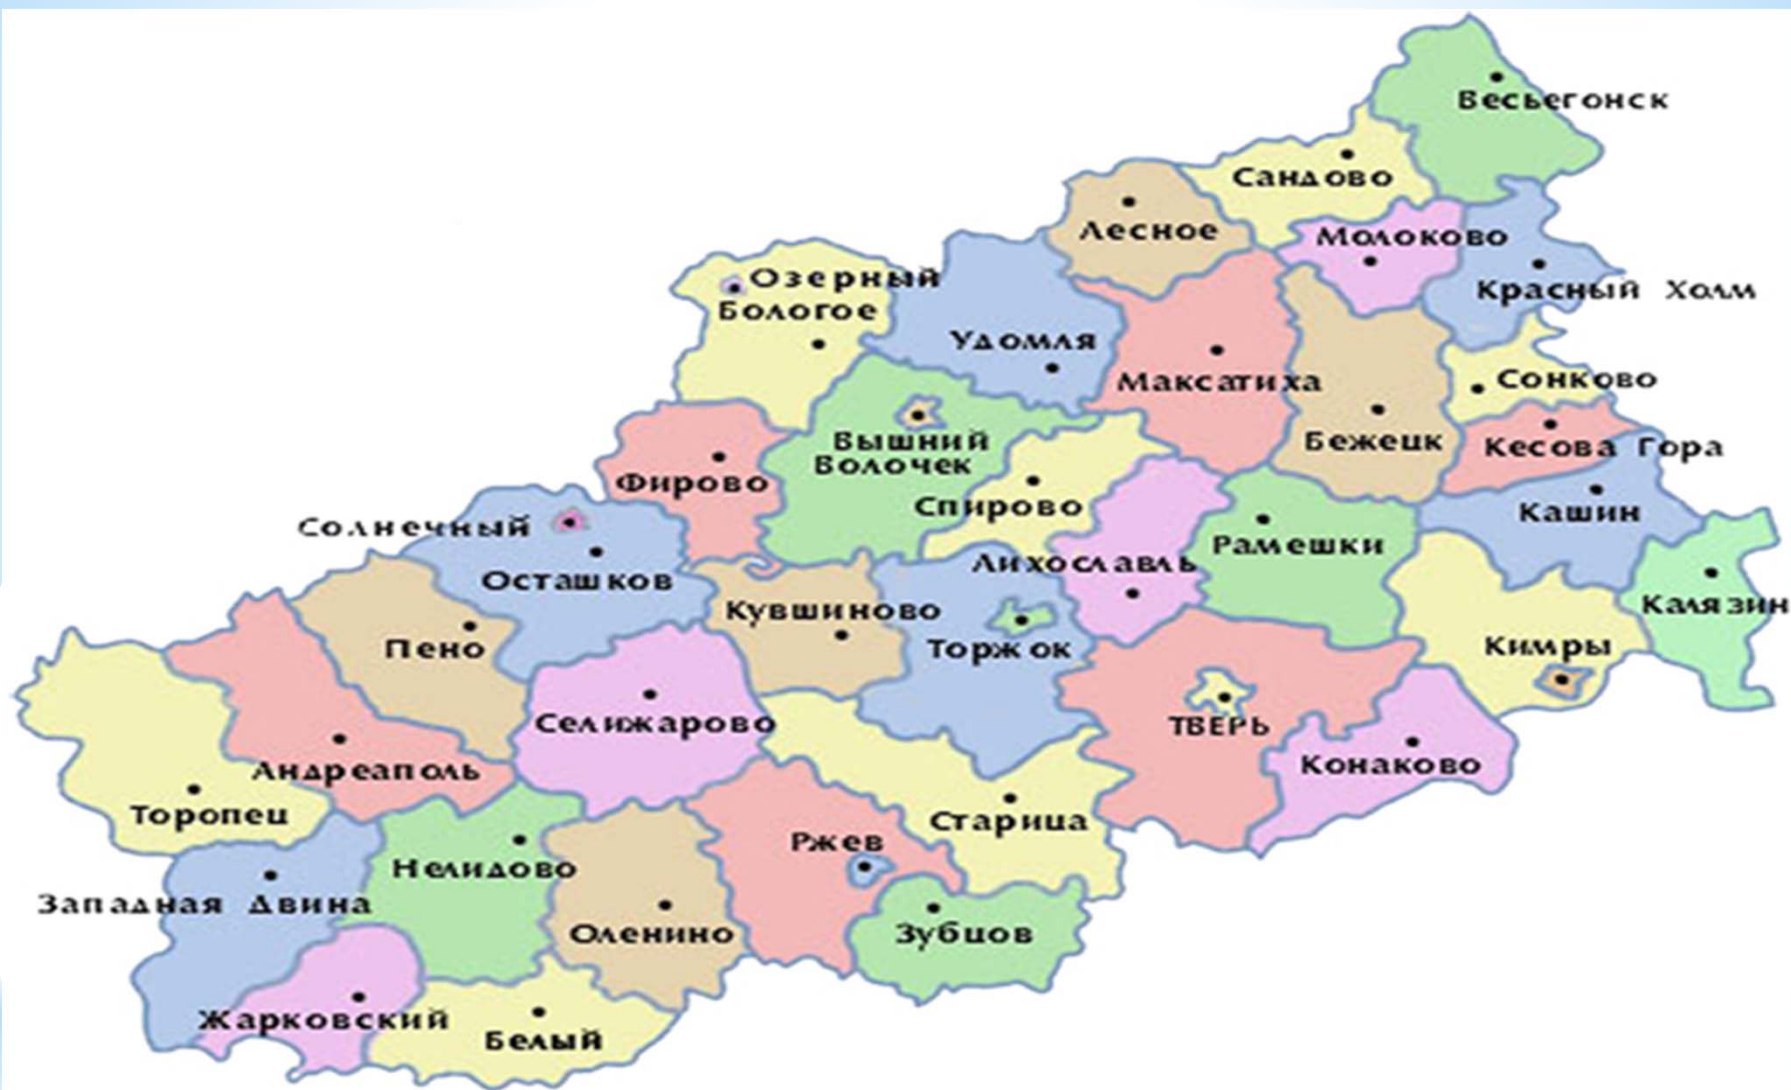 Весьегонск
Сандово
Лесное
Молоково
Озерный
Красный Холм
Бологое
Удомля
Максатиха
Сонково
Вышний
Волочек
Бежецк
Кесова Гора
Фирово
Спирово
Кашин
Солнечный
Рамешки
Лихославль
Осташков
Калязин
Кувшиново
Торжок
Пено
Кимры
Селижарово
ТВЕРЬ
Конаково
Андреаполь
Торопец
Старица
Ржев
Нелидово
Западная Двина
Оленино
Зубцов
Жарковский
Белый